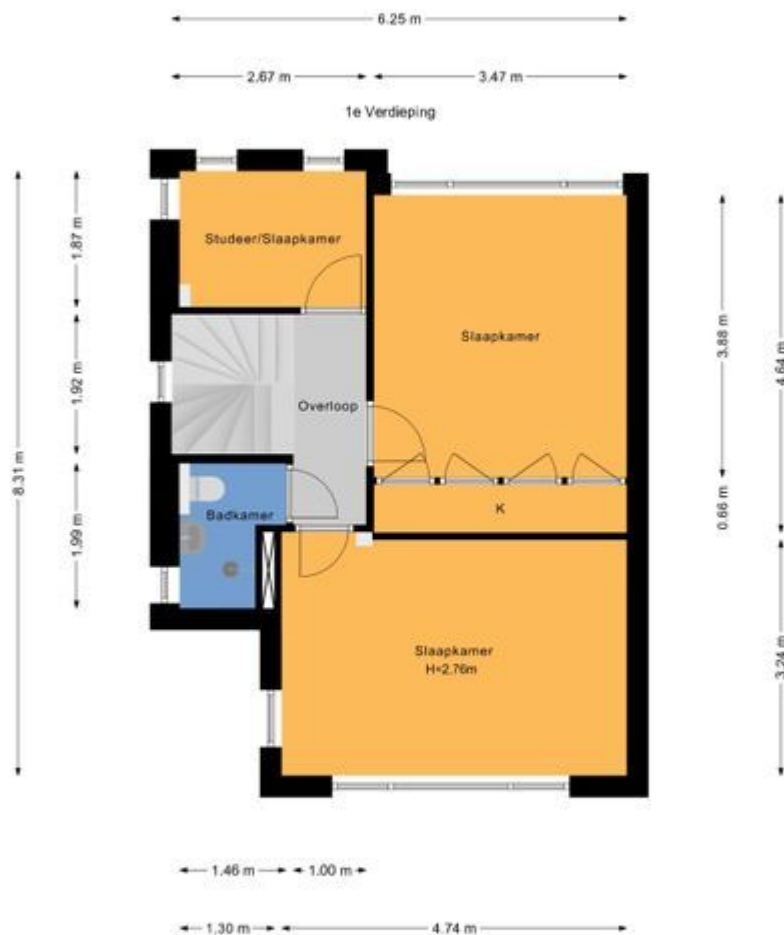 6.25 m
2.67 m
3.47 m
1e Verdieping
8.31 m
1.87 m
1.92 m
1.99 m
Studeer/Slaapkamer
Slaapkamer
Overloop
Badkamer
K
Slaapkamer
H=2.76m
3.88 m
0.66 m
4.64 m
3.24 m
1.46 m
1.00 m
1.30 m
4.74 m